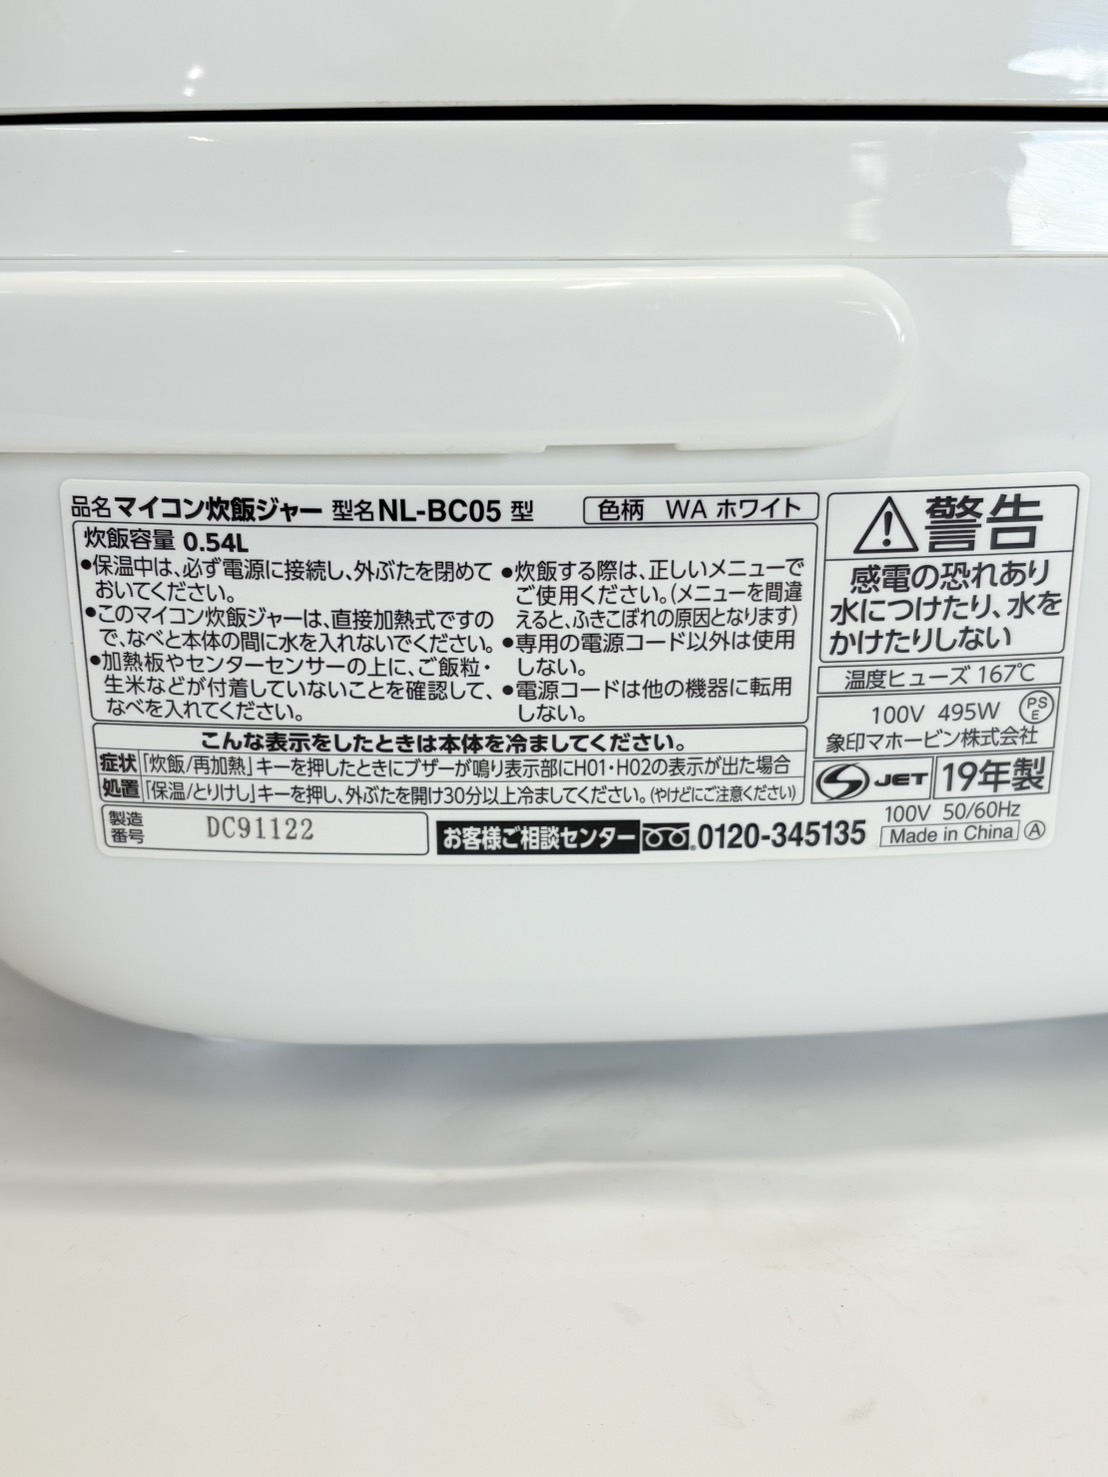 品名 マイコン炊飯ジャー 型名 NL-BC05 型
色柄 WA ホワイト
炊飯容量 0.54L
●保温中は、必ず電源に接続し、外ぶたを閉めて
おいてください。
●このマイコン炊飯ジャーは、直接加熱式ですの
で、なべと本体の間に水を入れないでください。
●加熱板やセンターセンサーの上に、ご飯粒・
生米などが付着していないことを確認して、
なべを入れてください。
●炊飯する際は、正しいメニューで
ご使用ください。(メニューを間違
えると、ふきこぼれの原因となります)
●専用の電源コード以外は使用
しない。
●電源コードは他の機器に転用
しない。
こんな表示をしたときは本体を冷ましてください。
症状 「炊飯/再加熱」キーを押したときにブザーが鳴り表示部にH01・H02の表示が出た場合
処置 「保温/とりけし」キーを押し、外ぶたを開け30分以上冷ましてください。(やけどにご注意ください)
製造
番号
DC91122
お客様ご相談センター 0120-345135
警告
感電の恐れあり
水につけたり、水を
かけたりしない
温度ヒューズ 167℃
100V 495W
PS
E
象印マホービン株式会社
S JET 19年製
100V 50/60Hz
Made in China A